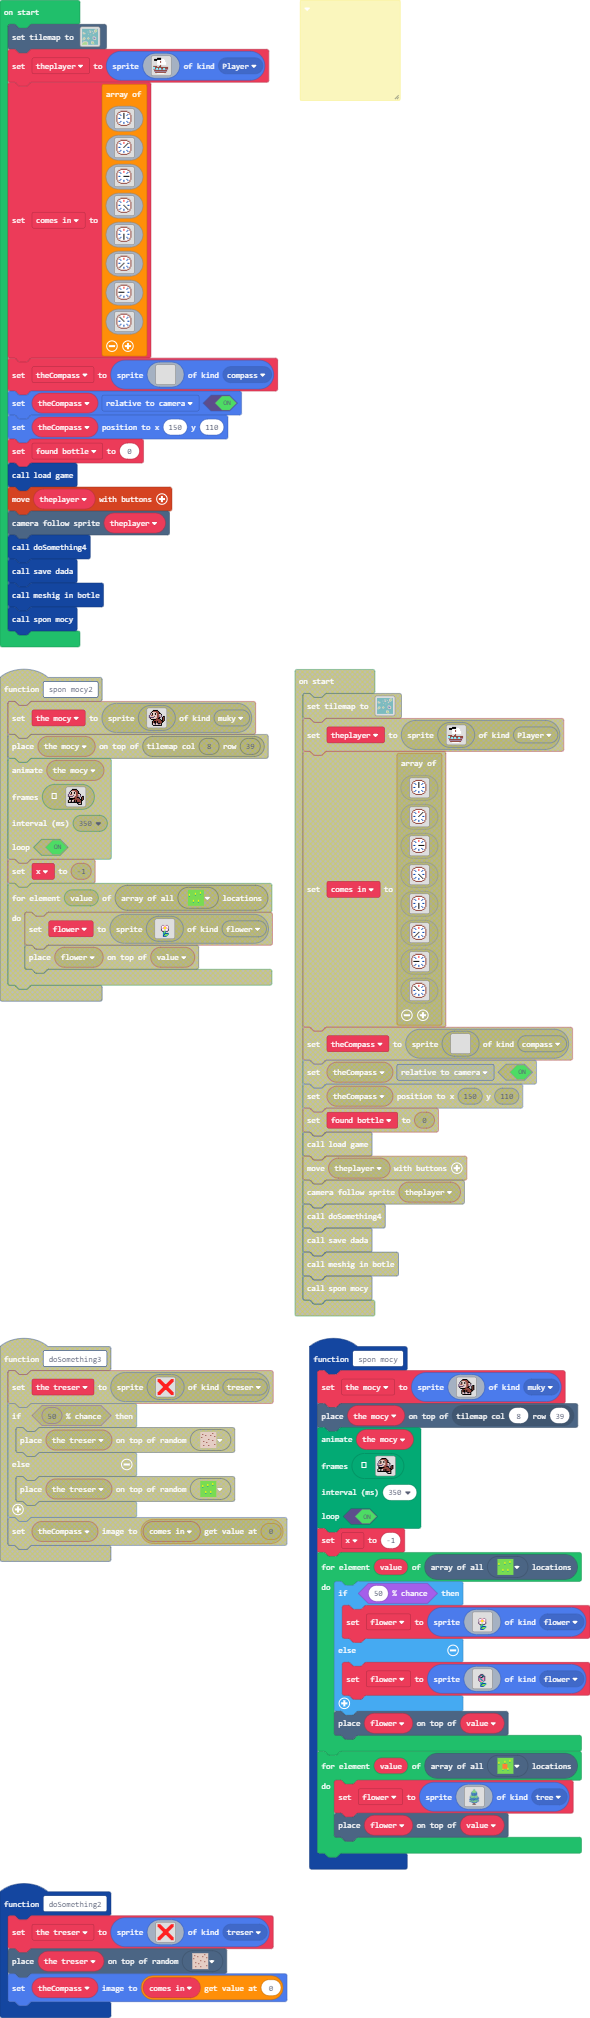 on start
set tilemap to
set theplayer to sprite of kind Player
array of
set comes in to
set theCompass to sprite of kind compass
set theCompass relative to camera ON
set theCompass position to x 150 y 110
set found bottle to 0
call load game
move theplayer with buttons
camera follow sprite theplayer
call doSomething4
call save dada
call meshig in botle
call spon mocy
function spon mocy2
set the mocy to sprite of kind muky
place the mocy on top of tilemap col 8 row 39
animate the mocy
frames
interval (ms) 350
loop ON
set x to -1
for element value of array of all locations
do
set flower to sprite of kind flower
place flower on top of value
on start
set tilemap to
set theplayer to sprite of kind Player
array of
set comes in to
set theCompass to sprite of kind compass
set theCompass relative to camera ON
set theCompass position to x 150 y 110
set found bottle to 0
call load game
move theplayer with buttons
camera follow sprite theplayer
call doSomething4
call save dada
call meshig in botle
call spon mocy
function doSomething3
set the treser to sprite of kind treser
if 50 % chance then
place the treser on top of random
else
place the treser on top of random
set theCompass image to comes in get value at 0
function spon mocy
set the mocy to sprite of kind muky
place the mocy on top of tilemap col 8 row 39
animate the mocy
frames
interval (ms) 350
loop ON
set x to -1
for element value of array of all locations
do if 50 % chance then
set flower to sprite of kind flower
else
set flower to sprite of kind flower
place flower on top of value
for element value of array of all locations
do
set flower to sprite of kind tree
place flower on top of value
function doSomething2
set the treser to sprite of kind treser
place the treser on top of random
set theCompass image to comes in get value at 0